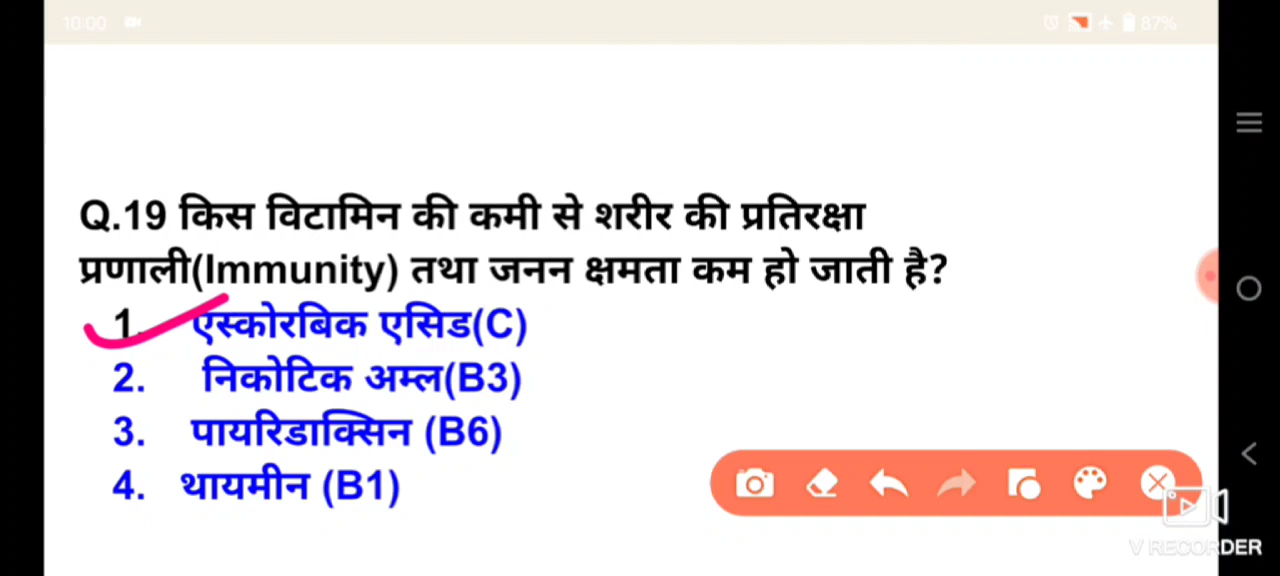 10:00
87%
Q.19 किस विटामिन की कमी से शरीर की प्रतिरक्षा
प्रणाली(Immunity) तथा जनन क्षमता कम हो जाती है?
1. एस्कोरबिक एसिड(C)
2. निकोटिक अम्ल(B3)
3. पायरिडाक्सिन (B6)
4. थायमीन (B1)
V RECORDER